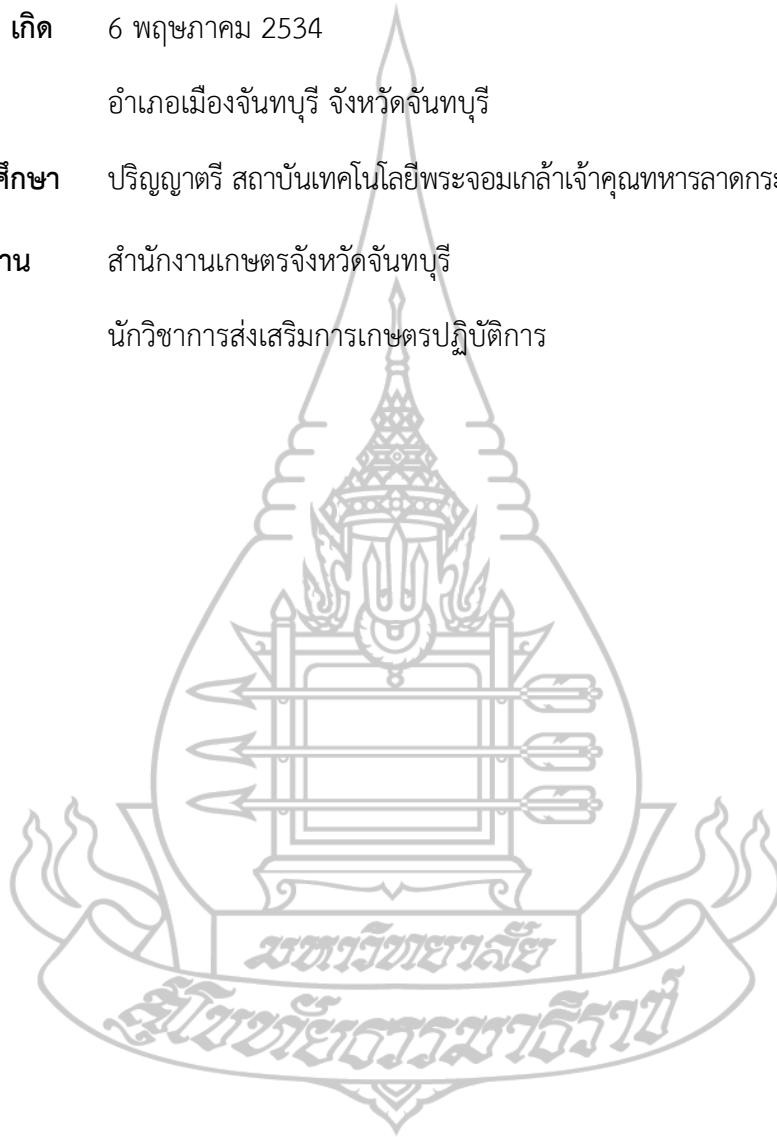 เกิด 6 พฤษภาคม 2534
อำเภอเมืองจันทบุรี จังหวัดจันทบุรี
ศึกษา ปริญญาตรี สถาบันเทคโนโลยีพระจอมเกล้าเจ้าคุณทหารลาดกระ
าน สำนักงานเกษตรจังหวัดจันทบุรี
นักวิชาการส่งเสริมการเกษตรปฏิบัติการ
มหาวิทยาลัย
สุโขทัยธรรมาธิราช